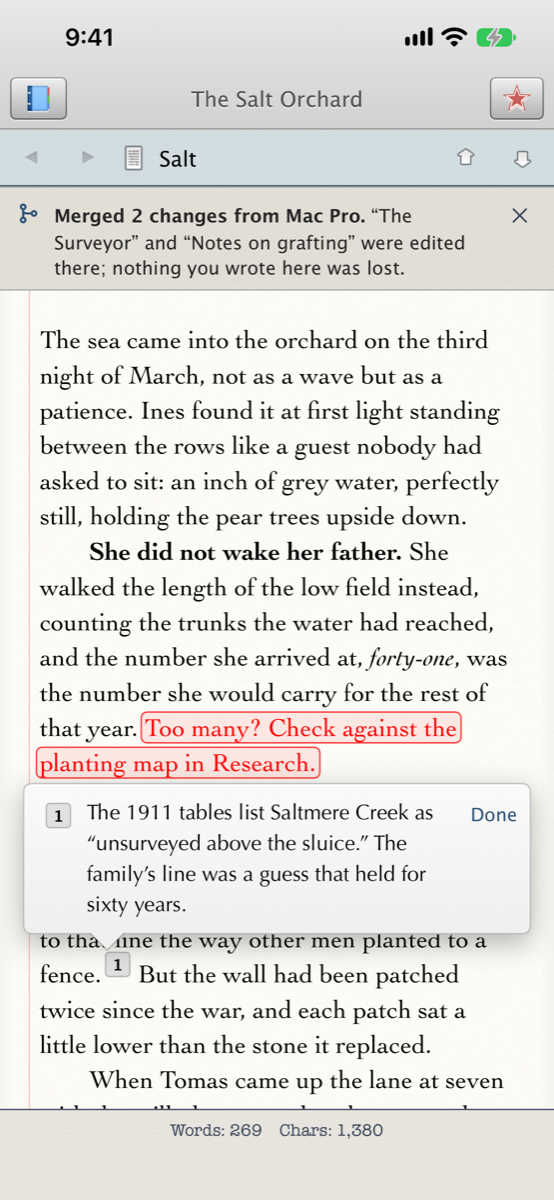 9:41
The Salt Orchard
Salt
Merged 2 changes from Mac Pro. “The
Surveyor” and “Notes on grafting” were edited
there; nothing you wrote here was lost.
The sea came into the orchard on the third
night of March, not as a wave but as a
patience. Ines found it at first light standing
between the rows like a guest nobody had
asked to sit: an inch of grey water, perfectly
still, holding the pear trees upside down.
She did not wake her father. She
walked the length of the low field instead,
counting the trunks the water had reached,
and the number she arrived at, forty-one, was
the number she would carry for the rest of
that year. Too many? Check against the
planting map in Research.
1 The 1911 tables list Saltmere Creek as Done
“unsurveyed above the sluice.” The
family’s line was a guess that held for
sixty years.
to that line the way other men planted to a
fence. 1 But the wall had been patched
twice since the war, and each patch sat a
little lower than the stone it replaced.
When Tomas came up the lane at seven
Words: 269 Chars: 1,380